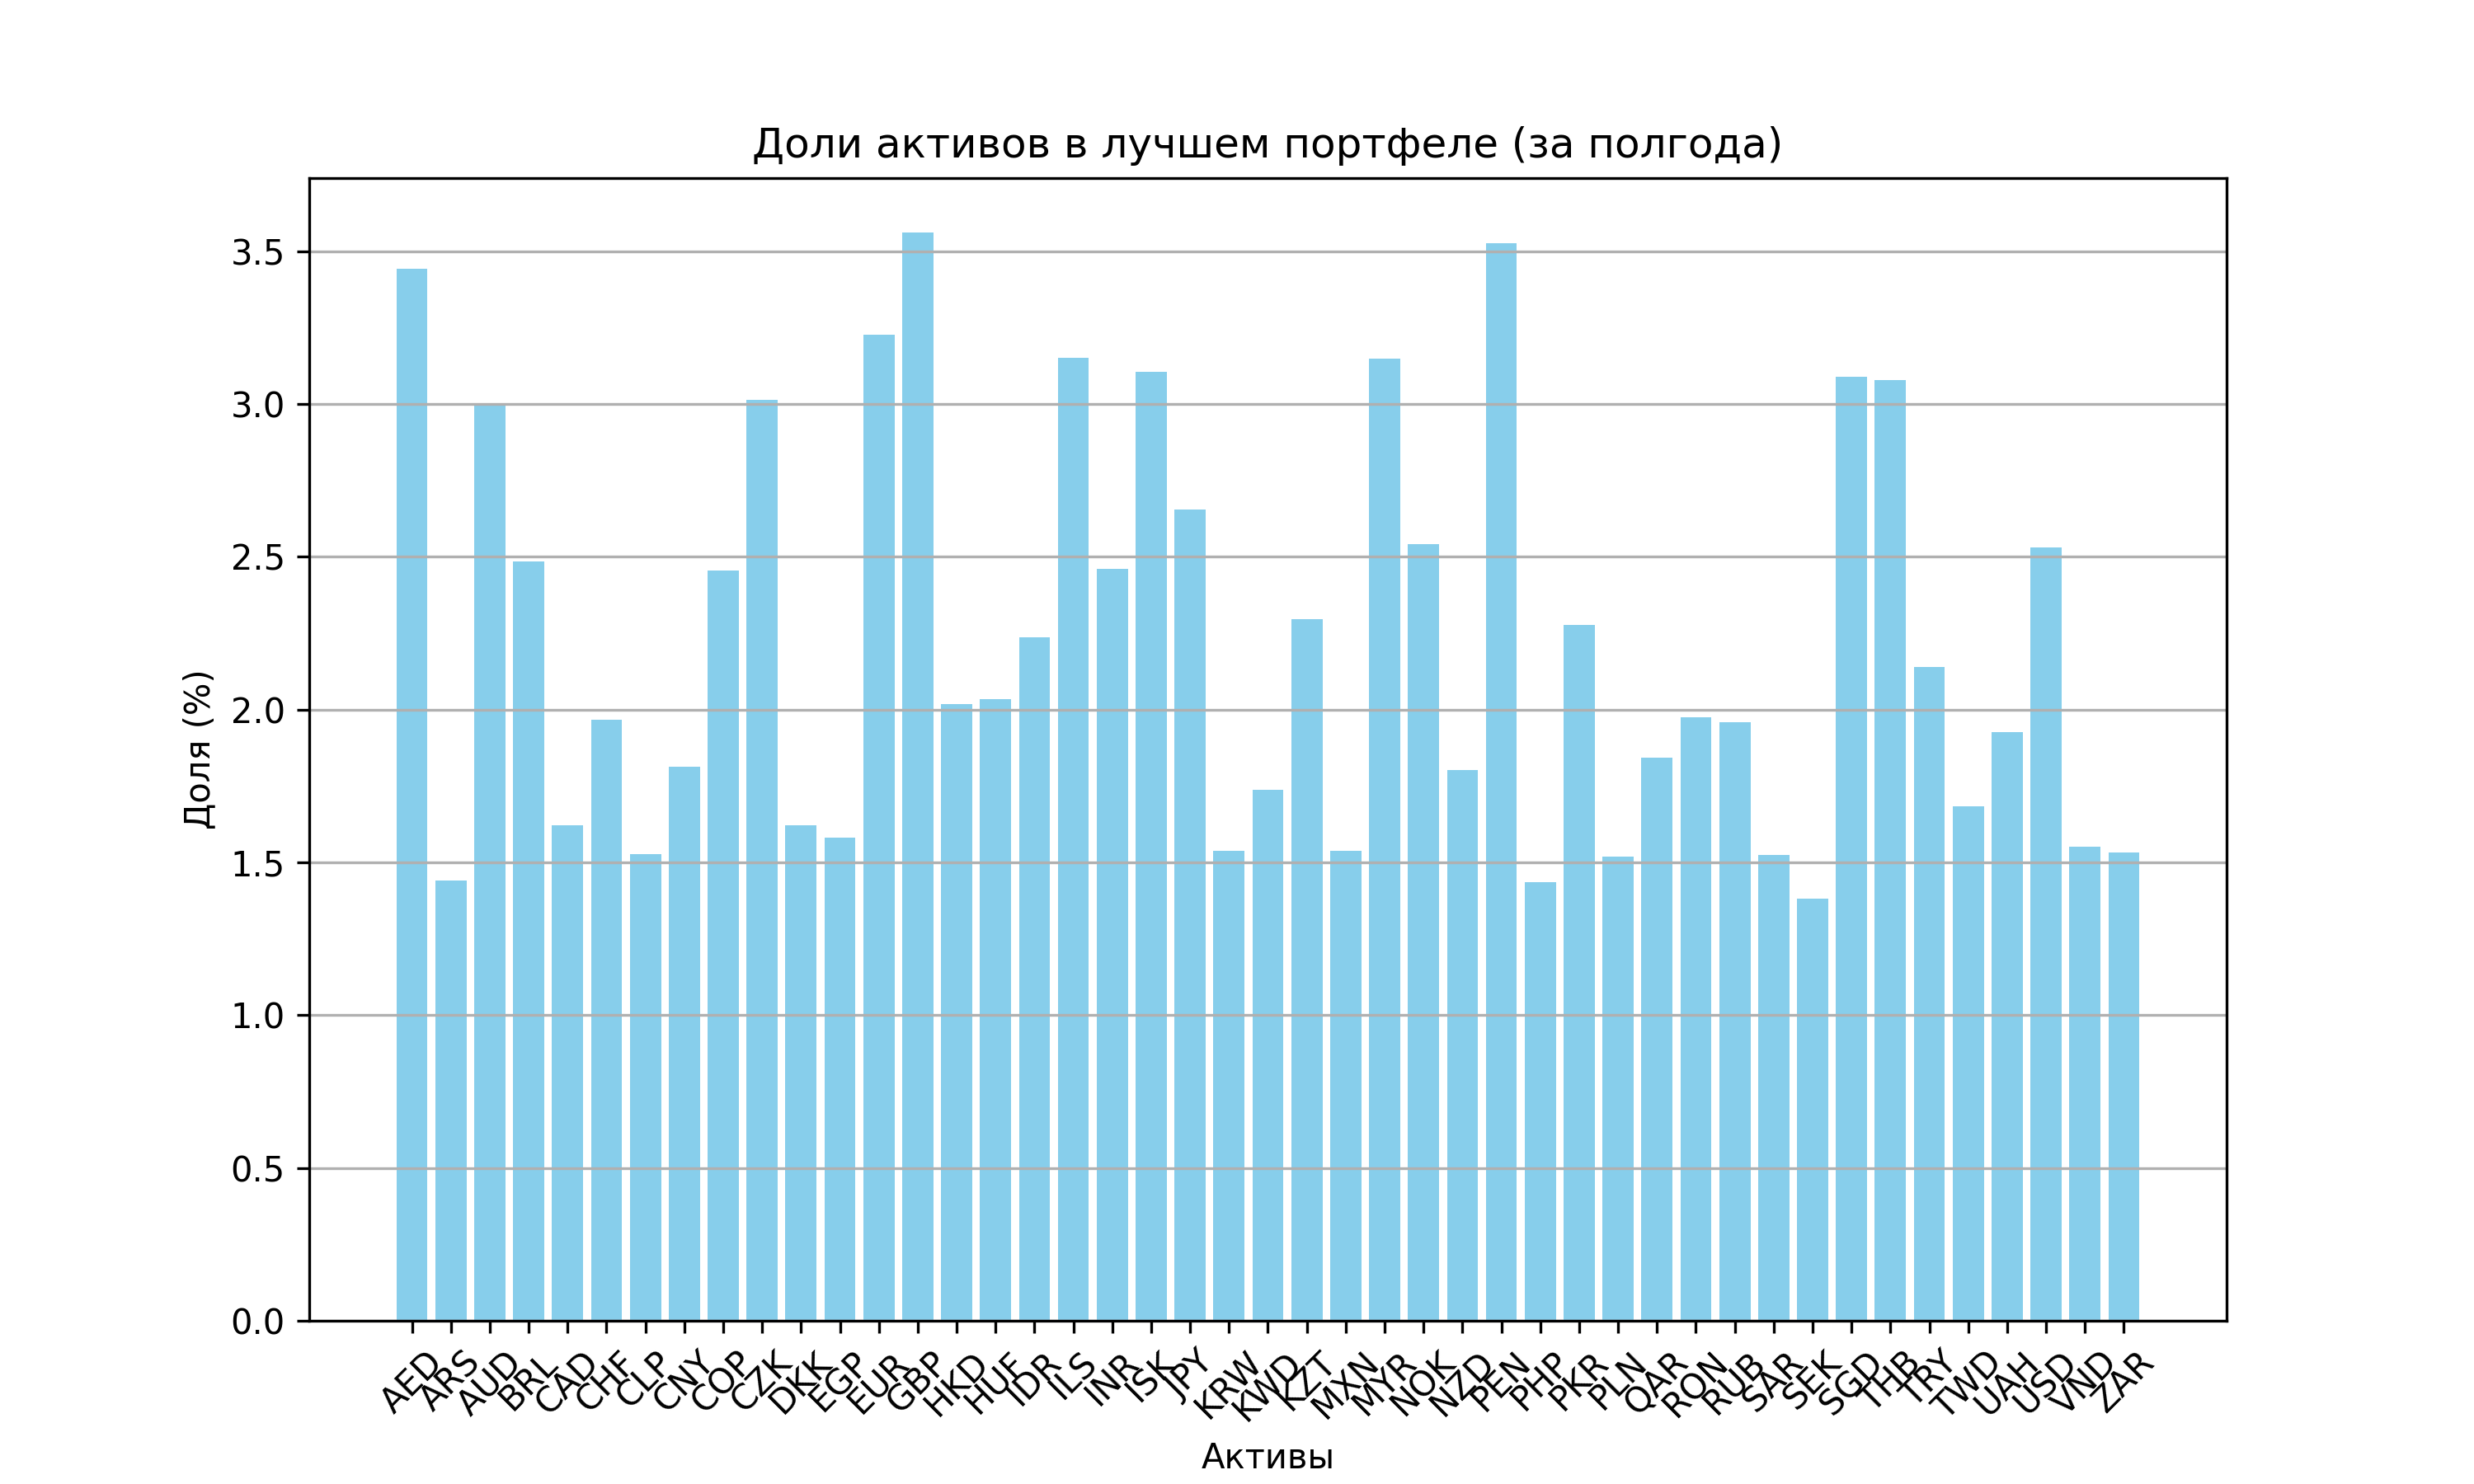 Доли активов в лучшем портфеле (за полгода)
3.5
3.0
2.5
2.0
1.5
1.0
0.5
0.0
Доля (%)
AED ARS AUD BRL CAD CHF CLP CNY COP CZK DKK EGP EUR GBP HKD HUF IDR ILS INR ISK JPY KRW KWD KZT MXN MYR NOK NZD PEN PHP PKR PLN QAR RON RUB SAR SEK SGD THB TRY TWD UAH USD VND ZAR
Активы